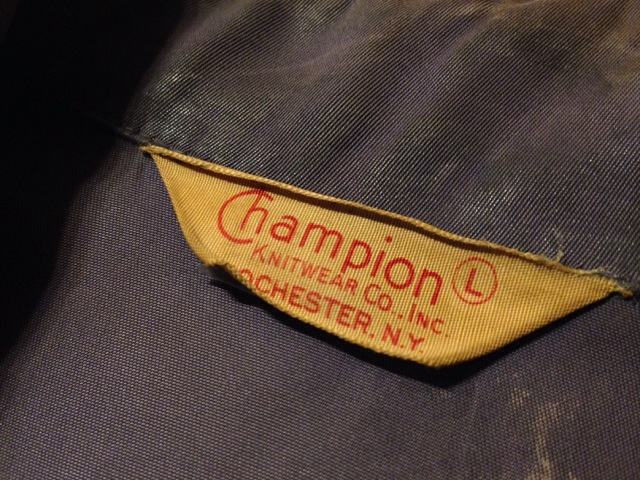 Champion L
KNITWEAR CO., INC.
OCHESTER, N.Y.